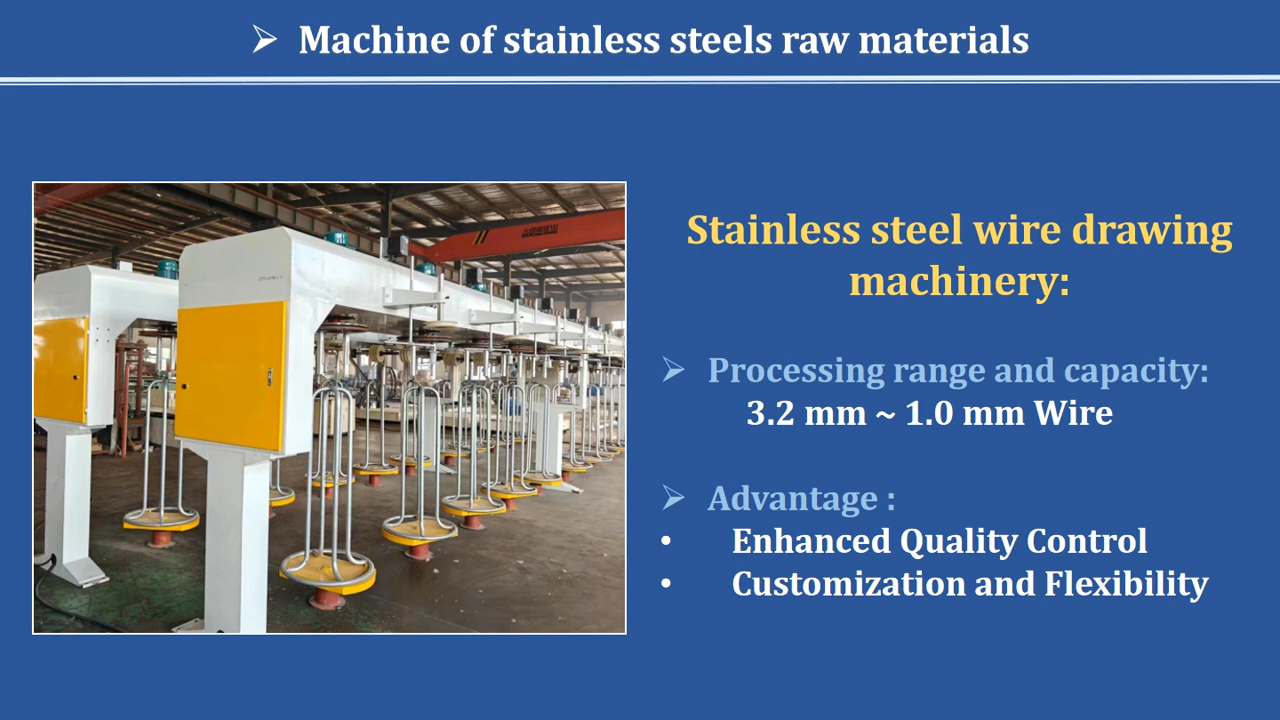 ➢ Machine of stainless steels raw materials
Stainless steel wire drawing
machinery:
➢ Processing range and capacity:
3.2 mm ~ 1.0 mm Wire
➢ Advantage :
• Enhanced Quality Control
• Customization and Flexibility